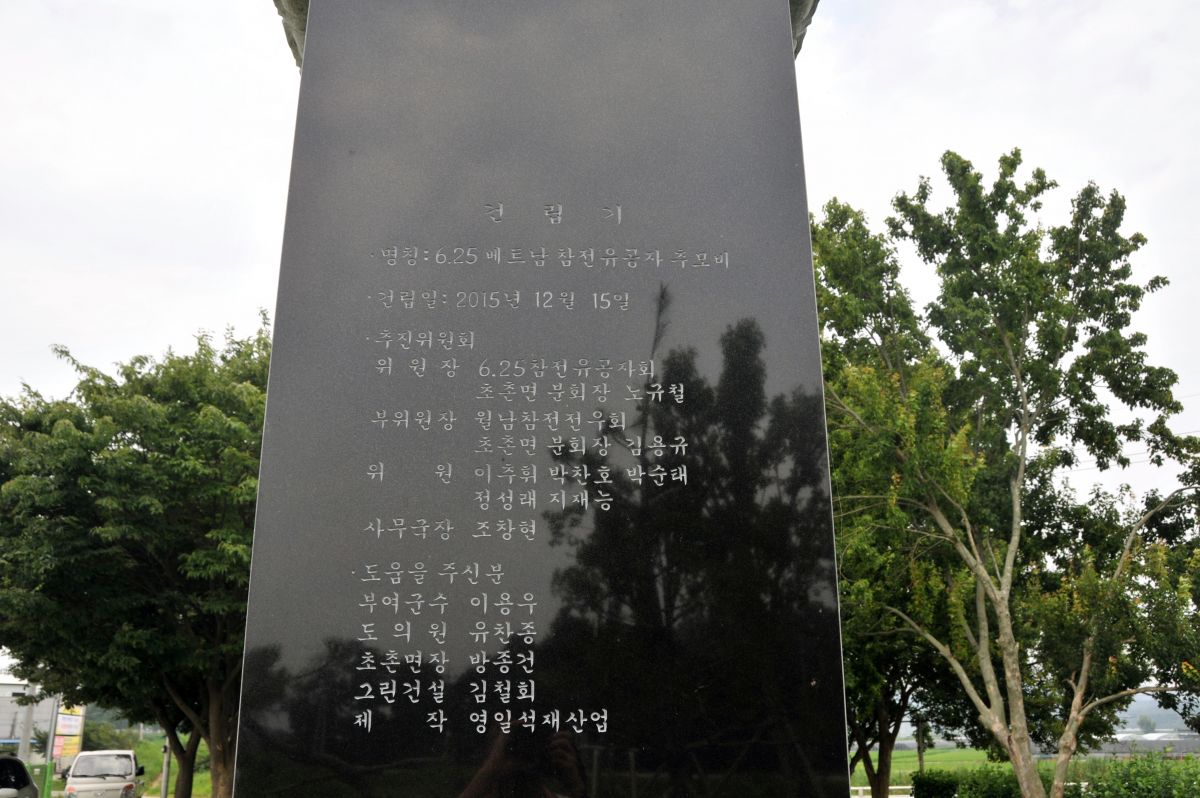 건 립 기
·명칭: 6.25 베트남 참전유공자 추모비
·건립일: 2015년 12월 15일
·추진위원회
위 원 장 6.25참전유공자회
초촌면 분회장 노규철
부위원장 월남참전전우회
초촌면 분회장 김용규
위 원 이추휘 박찬호 박순태
정성래 지재능
사무국장 조창현
·도움을 주신분
부여군수 이용우
도 의 원 유찬종
초촌면장 방종건
그린건설 김철회
제 작 영일석재산업